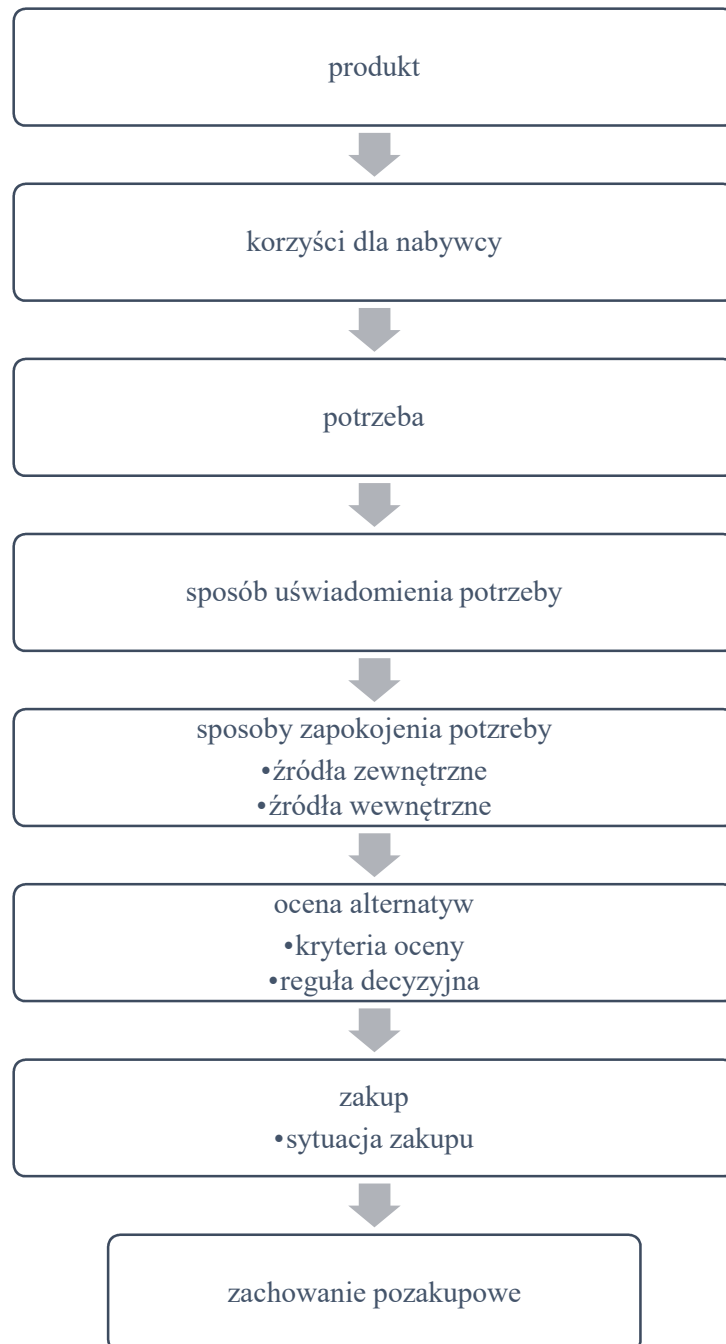 produkt
korzyści dla nabywcy
potrzeba
sposób uświadomienia potrzeby
sposoby zapokojenia potzreby
•źródła zewnętrzne
•źródła wewnętrzne
ocena alternatyw
•kryteria oceny
•reguła decyzyjna
zakup
•sytuacja zakupu
zachowanie pozakupowe